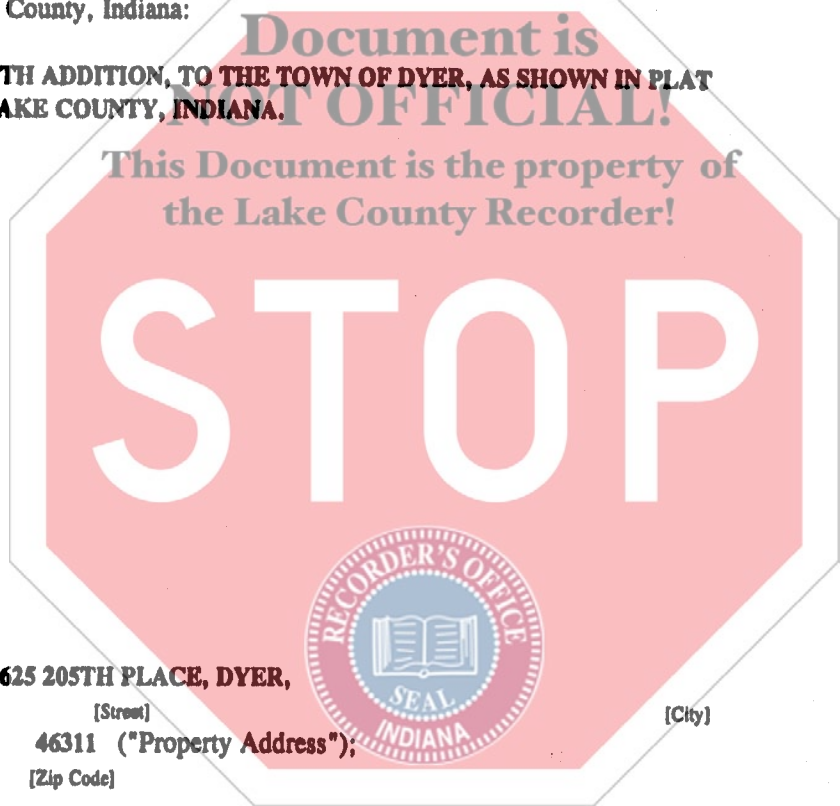 County, Indiana:
Document is
TH ADDITION, TO THE TOWN OF DYER, AS SHOWN IN PLAT
NOT OFFICIAL!
AKE COUNTY, INDIANA.
This Document is the property of
the Lake County Recorder!
STOP
RECORDER'S OFFICE
SEAL
INDIANA
625 205TH PLACE, DYER,
[Street] [City]
46311 ("Property Address");
[Zip Code]